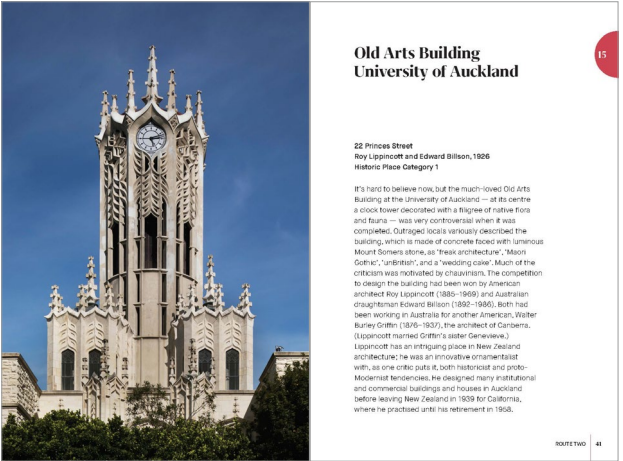 Old Arts Building
University of Auckland
15
22 Princes Street
Roy Lippincott and Edward Billson, 1926
Historic Place Category 1
It's hard to believe now, but the much-loved Old Arts
Building at the University of Auckland — at its centre
a clock tower decorated with a filigree of native flora
and fauna — was very controversial when it was
completed. Outraged locals variously described the
building, which is made of concrete faced with luminous
Mount Somers stone, as 'freak architecture', 'Maori
Gothic', 'unBritish', and a 'wedding cake'. Much of the
criticism was motivated by chauvinism. The competition
to design the building had been won by American
architect Roy Lippincott (1885–1969) and Australian
draughtsman Edward Billson (1892–1986). Both had
been working in Australia for another American, Walter
Burley Griffin (1876–1937), the architect of Canberra.
(Lippincott married Griffin's sister Genevieve.)
Lippincott has an intriguing place in New Zealand
architecture; he was an innovative ornamentalist
with, as one critic puts it, both historicist and proto-
Modernist tendencies. He designed many institutional
and commercial buildings and houses in Auckland
before leaving New Zealand in 1939 for California,
where he practised until his retirement in 1958.
ROUTE TWO 41